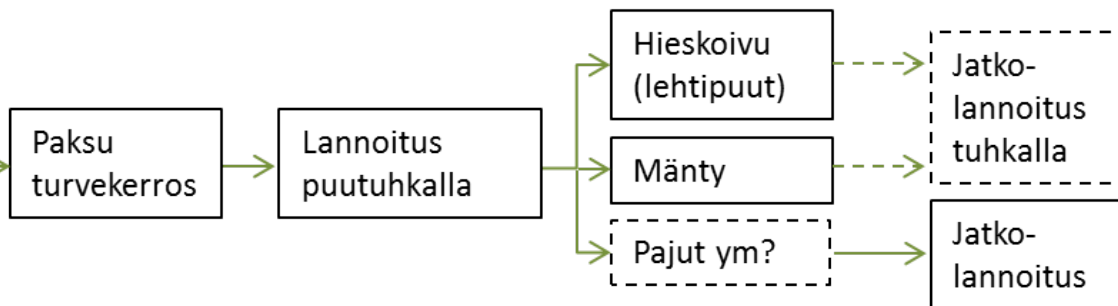 Paksu
turvekerros
Lannoitus
puutuhkalla
Hieskoivu
(lehtipuut)
Mänty
Pajut ym?
Jatko-
lannoitus
tuhkalla
Jatko-
lannoitus